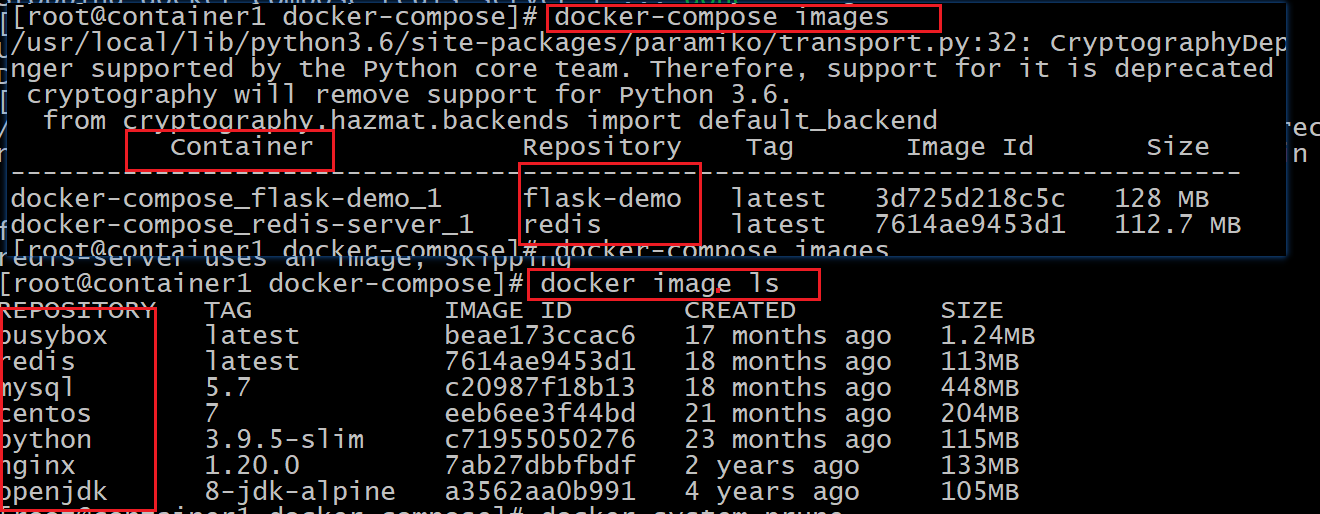 [root@container1 docker-compose]# docker-compose images
/usr/local/lib/python3.6/site-packages/paramiko/transport.py:32: CryptographyDep
nger supported by the Python core team. Therefore, support for it is deprecated
cryptography will remove support for Python 3.6.
from cryptography.hazmat.backends import default_backend
Container Repository Tag Image Id Size
--------------------------------------------------------------------------------
docker-compose_flask-demo_1 flask-demo latest 3d725d218c5c 128 MB
docker-compose_redis-server_1 redis latest 7614ae9453d1 112.7 MB
[root@container1 docker-compose]# docker-compose images
redis-server uses an image, skipping
[root@container1 docker-compose]# docker image ls
REPOSITORY TAG IMAGE ID CREATED SIZE
busybox latest beae173ccac6 17 months ago 1.24MB
redis latest 7614ae9453d1 18 months ago 113MB
mysql 5.7 c20987f18b13 18 months ago 448MB
centos 7 eeb6ee3f44bd 21 months ago 204MB
python 3.9.5-slim c71955050276 23 months ago 115MB
nginx 1.20.0 7ab27dbbfbdf 2 years ago 133MB
openjdk 8-jdk-alpine a3562aa0b991 4 years ago 105MB
[root@container1 docker-compose]# docker system prune